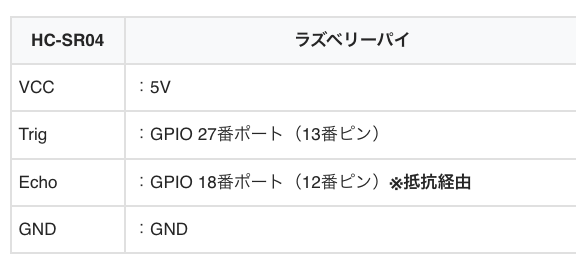 HC-SR04 ラズベリーパイ
VCC ：5V
Trig ：GPIO 27番ポート（13番ピン）
Echo ：GPIO 18番ポート（12番ピン）※抵抗経由
GND ：GND